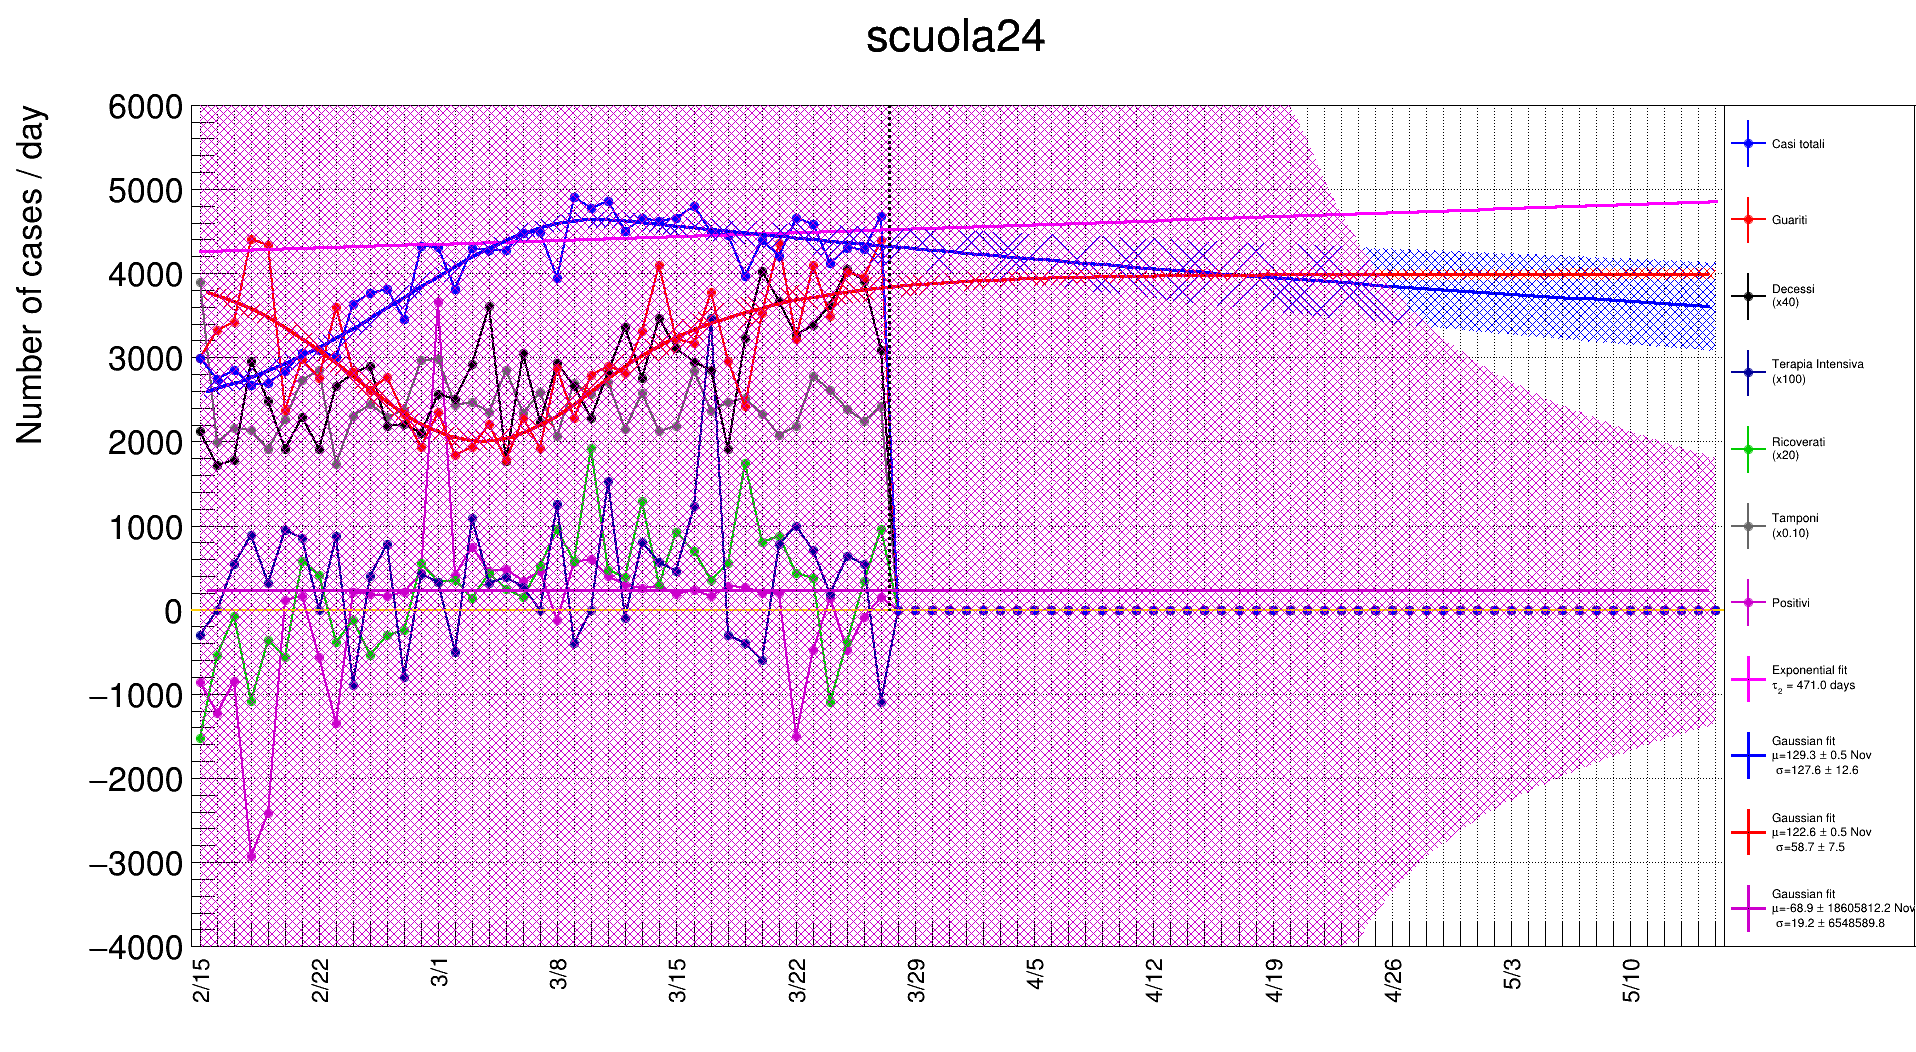 scuola24
Number of cases / day
6000
5000
4000
3000
2000
1000
0
−1000
−2000
−3000
−4000
2/15
2/22
3/1
3/8
3/15
3/22
3/29
4/5
4/12
4/19
4/26
5/3
5/10
Casi totali
Guariti
Decessi
(x40)
Terapia Intensiva
(x100)
Ricoverati
(x20)
Tamponi
(x0.10)
Positivi
Exponential fit
τ2 = 471.0 days
Gaussian fit
μ=129.3 ± 0.5 Nov
σ=127.6 ± 12.6
Gaussian fit
μ=122.6 ± 0.5 Nov
σ=58.7 ± 7.5
Gaussian fit
μ=-68.9 ± 18605812.2 Nov
σ=19.2 ± 6548589.8